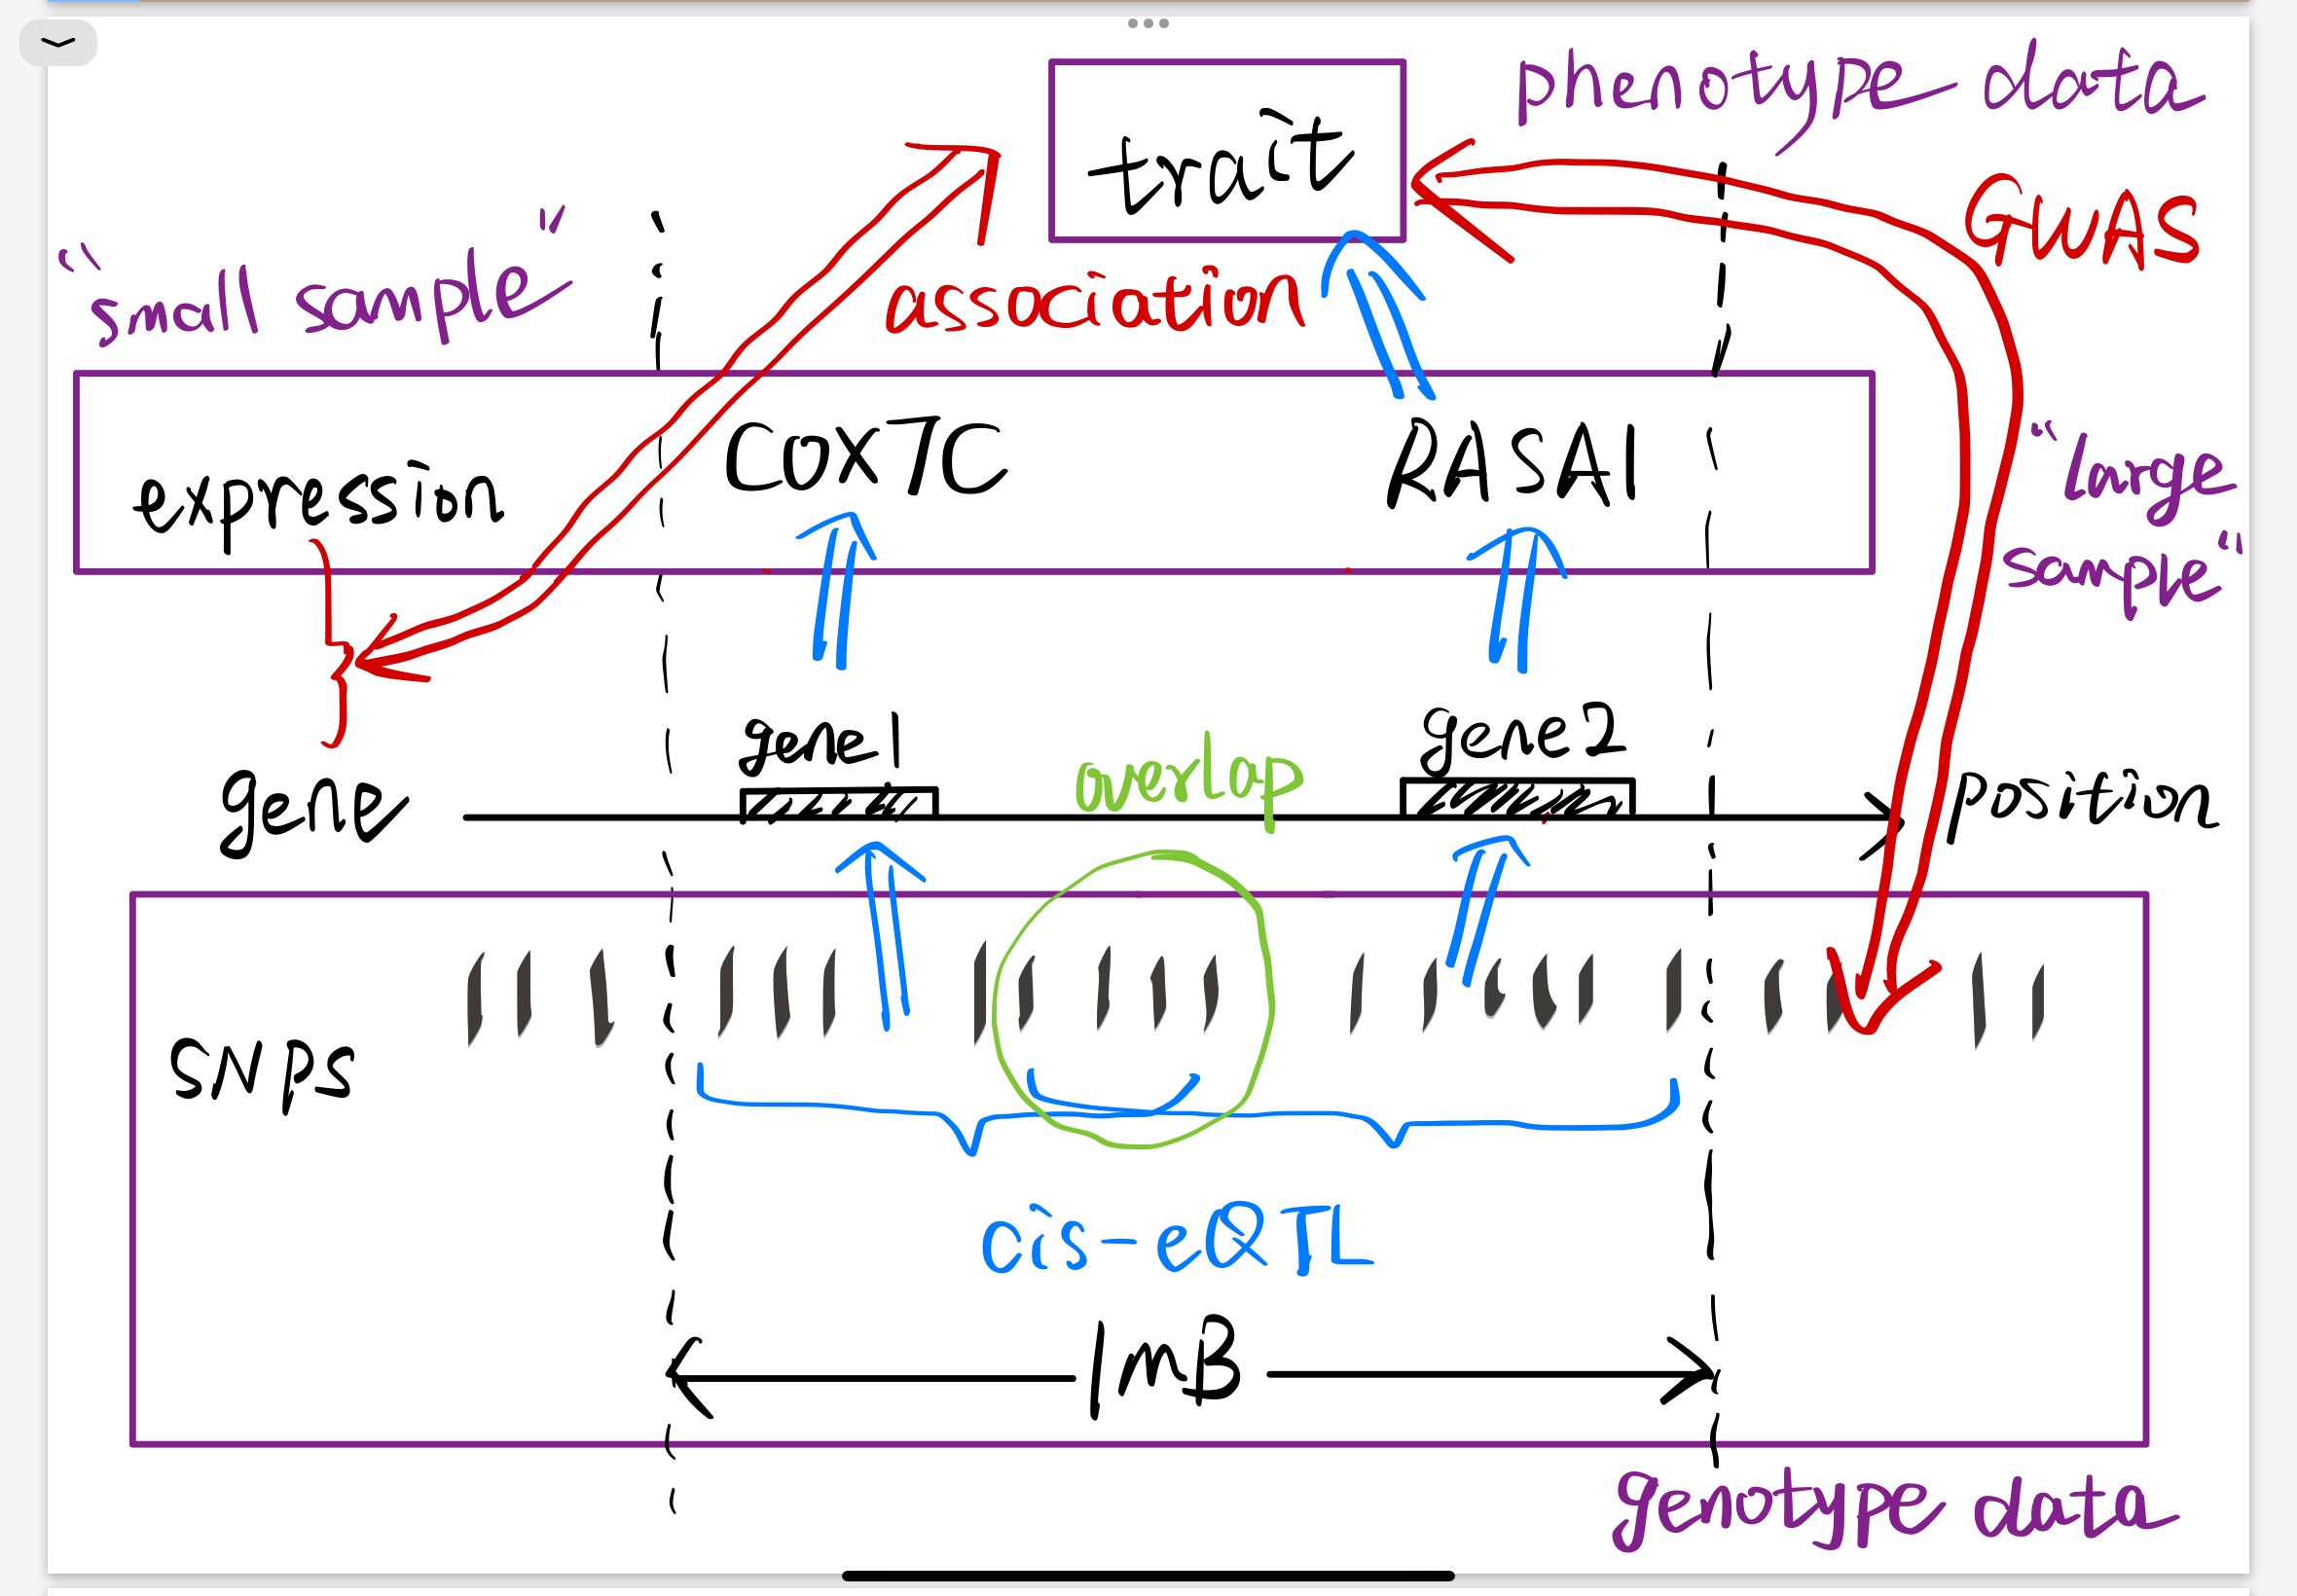 phenotype data
trait
GWAS
"small sample"
association
"large
sample"
expression
COXTC
RASA1
gene
gene1
overlap
gene2
position
SNPs
cis-eQTL
1mB
genotype data